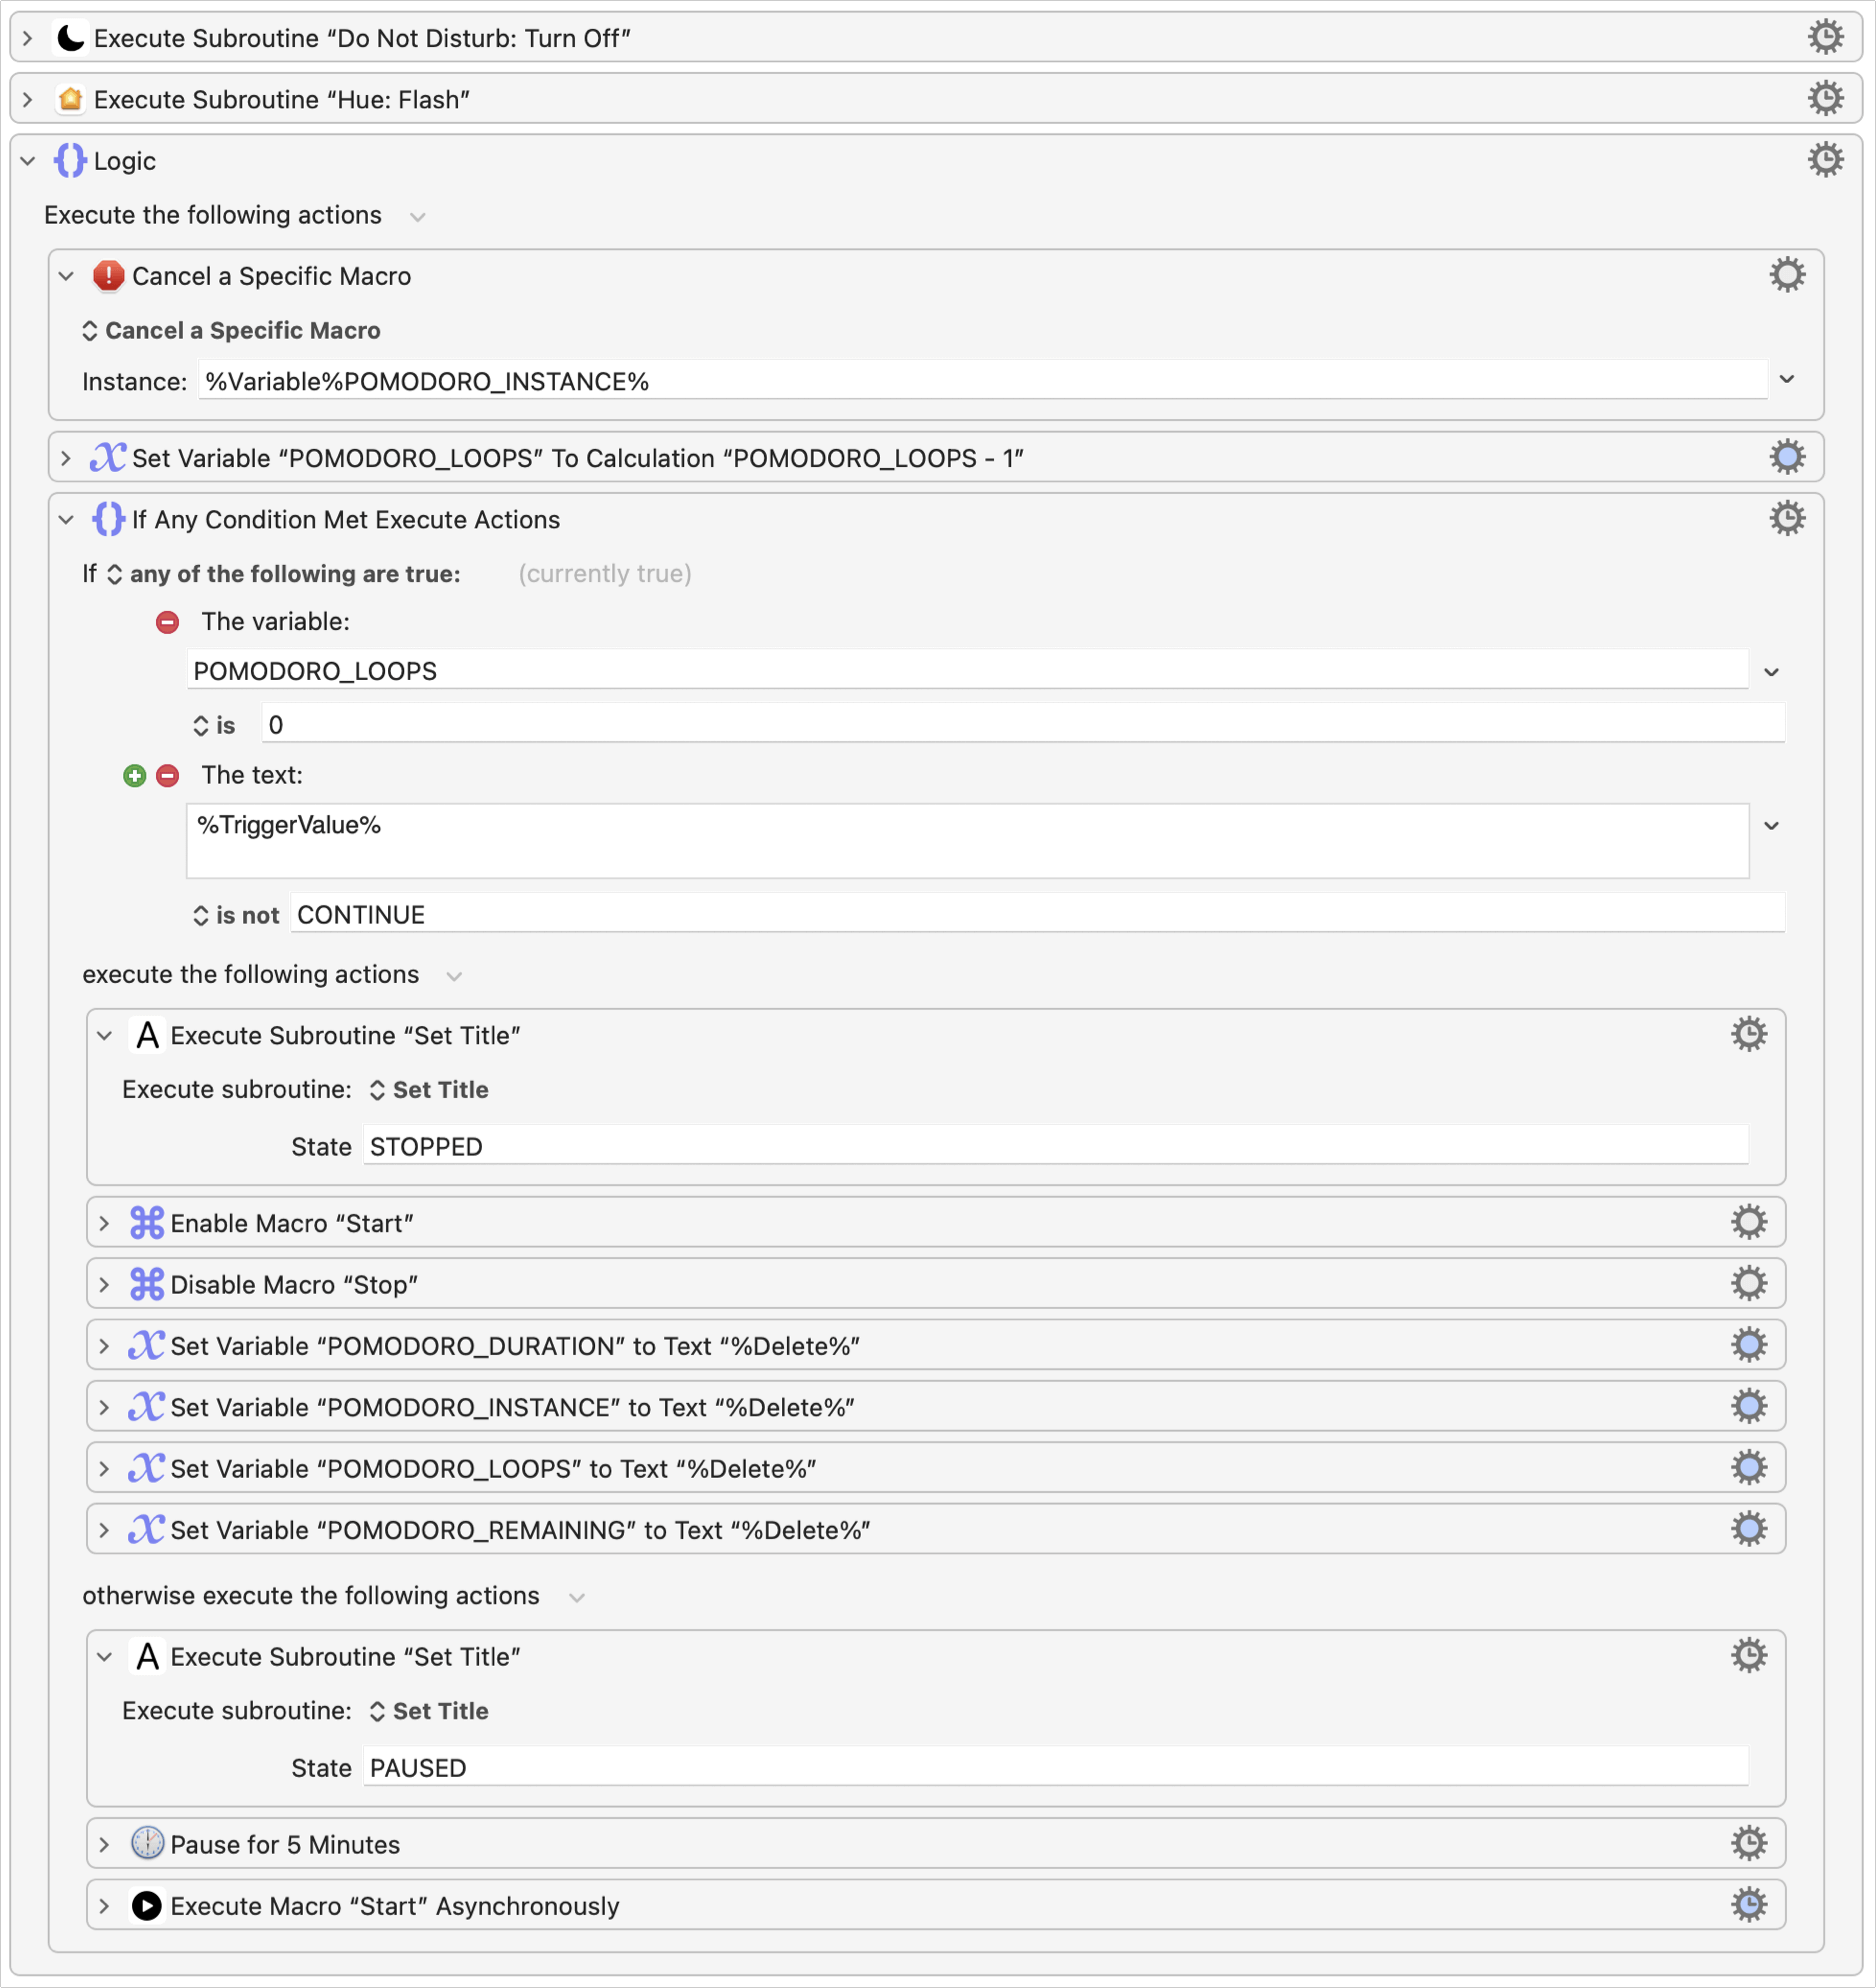 Execute Subroutine “Do Not Disturb: Turn Off”
Execute Subroutine “Hue: Flash”
Logic
Execute the following actions
Cancel a Specific Macro
Cancel a Specific Macro
Instance: %Variable%POMODORO_INSTANCE%
Set Variable “POMODORO_LOOPS” To Calculation “POMODORO_LOOPS - 1”
If Any Condition Met Execute Actions
If any of the following are true: (currently true)
The variable:
POMODORO_LOOPS
is 0
The text:
%TriggerValue%
is not CONTINUE
execute the following actions
Execute Subroutine “Set Title”
Execute subroutine: Set Title
State STOPPED
Enable Macro “Start”
Disable Macro “Stop”
Set Variable “POMODORO_DURATION” to Text “%Delete%”
Set Variable “POMODORO_INSTANCE” to Text “%Delete%”
Set Variable “POMODORO_LOOPS” to Text “%Delete%”
Set Variable “POMODORO_REMAINING” to Text “%Delete%”
otherwise execute the following actions
Execute Subroutine “Set Title”
Execute subroutine: Set Title
State PAUSED
Pause for 5 Minutes
Execute Macro “Start” Asynchronously